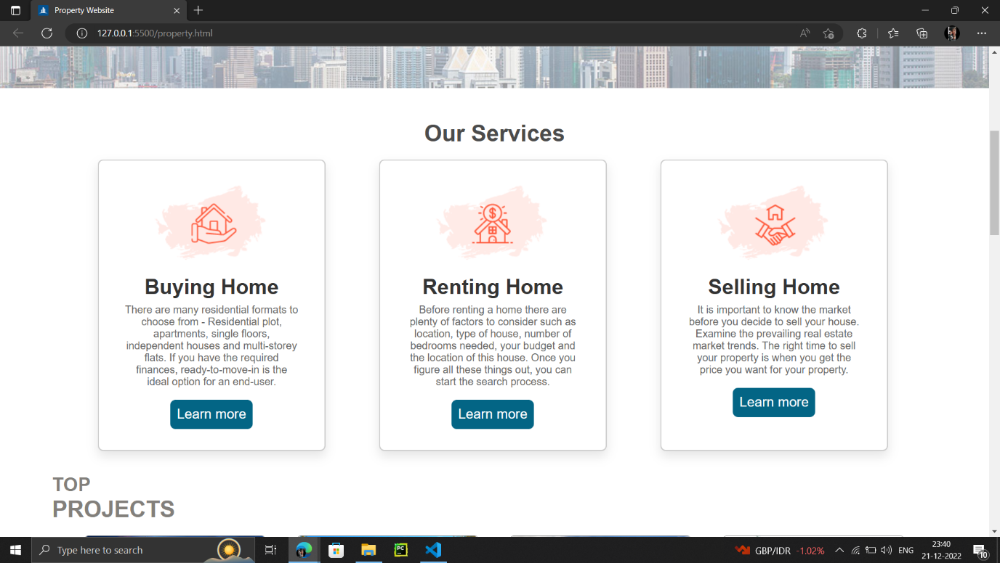 Property Website
127.0.0.1:5500/property.html
Our Services
Buying Home
There are many residential formats to
choose from - Residential plot,
apartments, single floors,
independent houses and multi-storey
flats. If you have the required
finances, ready-to-move-in is the
ideal option for an end-user.
Learn more
Renting Home
Before renting a home there are
plenty of factors to consider such as
location, type of house, number of
bedrooms needed, your budget and
the location of this house. Once you
figure all these things out, you can
start the search process.
Learn more
Selling Home
It is important to know the market
before you decide to sell your house.
Examine the prevailing real estate
market trends. The right time to sell
your property is when you get the
price you want for your property.
Learn more
TOP
PROJECTS
Type here to search
PC
GBP/IDR -1.02%
ENG
23:40
21-12-2022
10